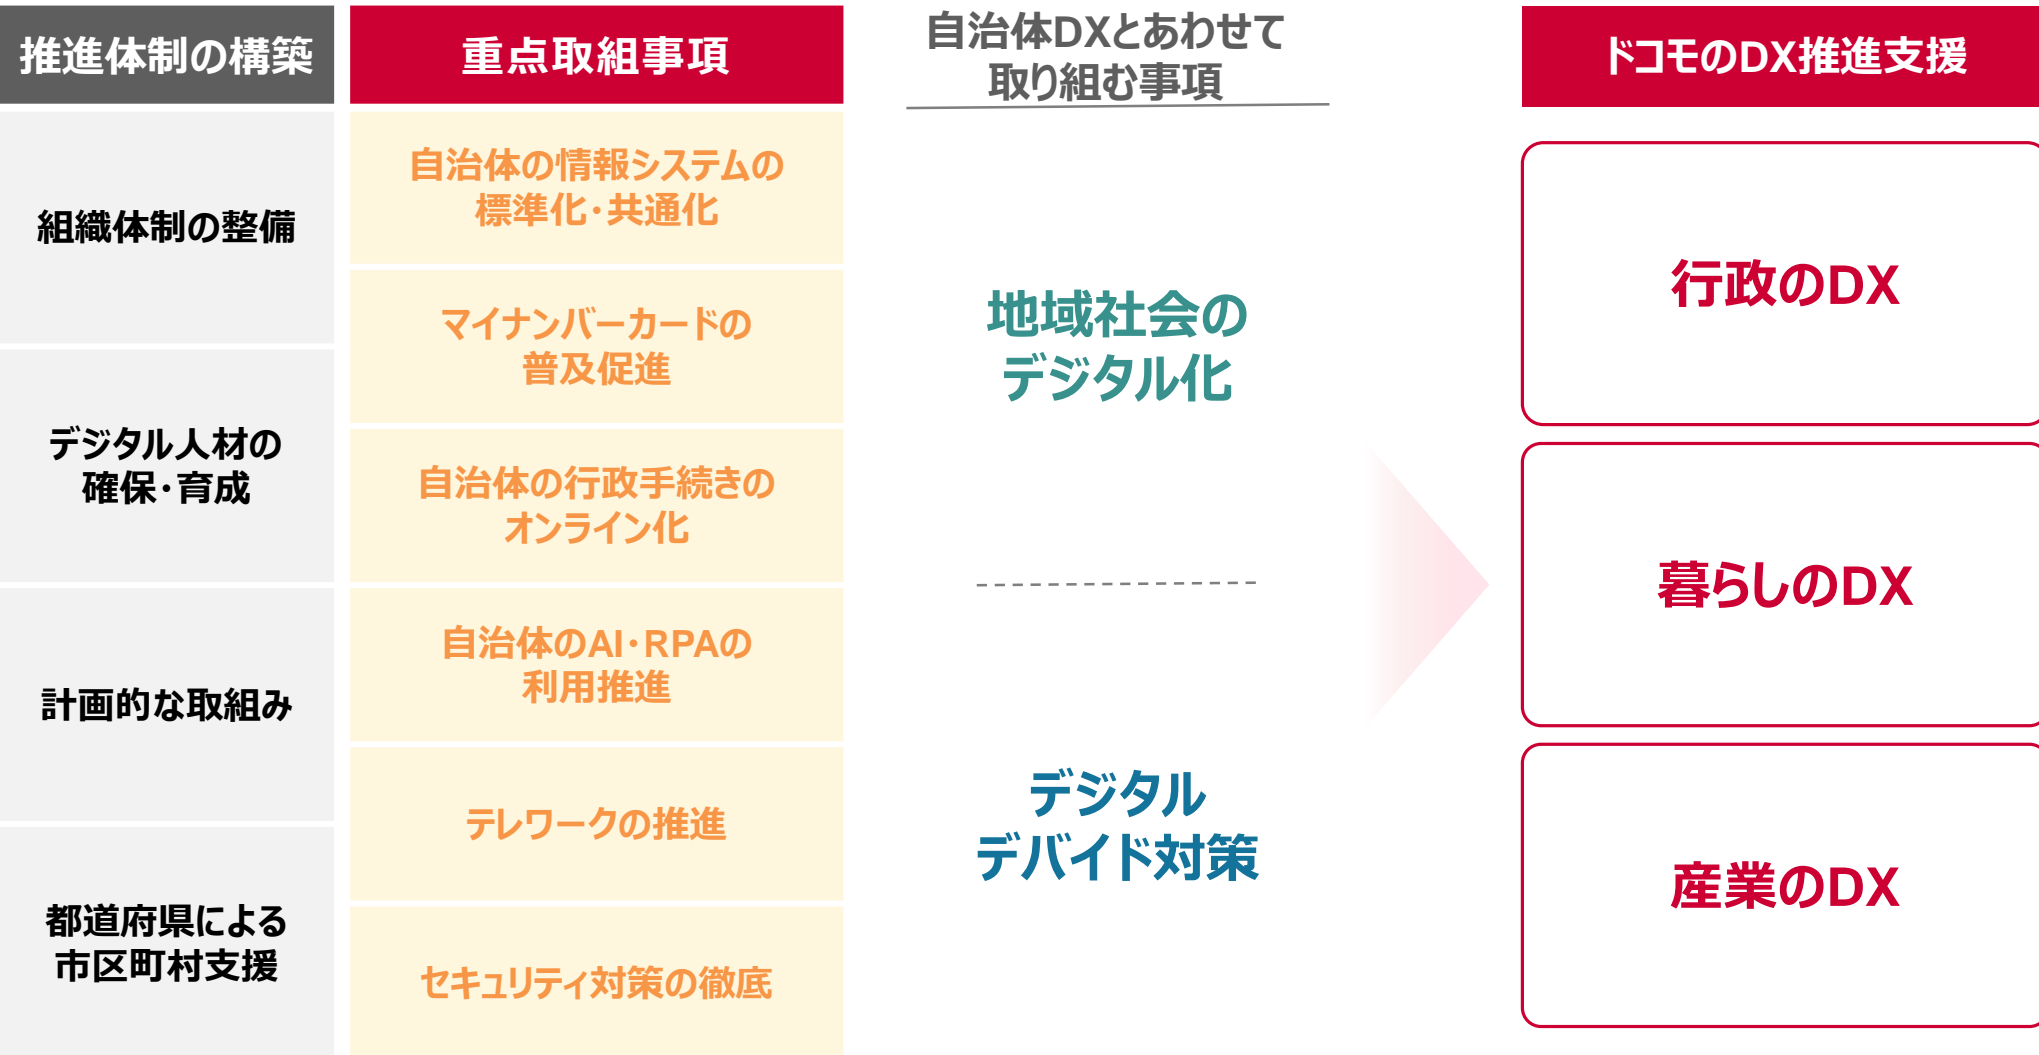 推進体制の構築
組織体制の整備
デジタル人材の
確保・育成
計画的な取組み
都道府県による
市区町村支援
重点取組事項
自治体の情報システムの
標準化・共通化
マイナンバーカードの
普及促進
自治体の行政手続きの
オンライン化
自治体のAI・RPAの
利用推進
テレワークの推進
セキュリティ対策の徹底
自治体DXとあわせて
取り組む事項
地域社会の
デジタル化
デジタル
デバイド対策
ドコモのDX推進支援
行政のDX
暮らしのDX
産業のDX